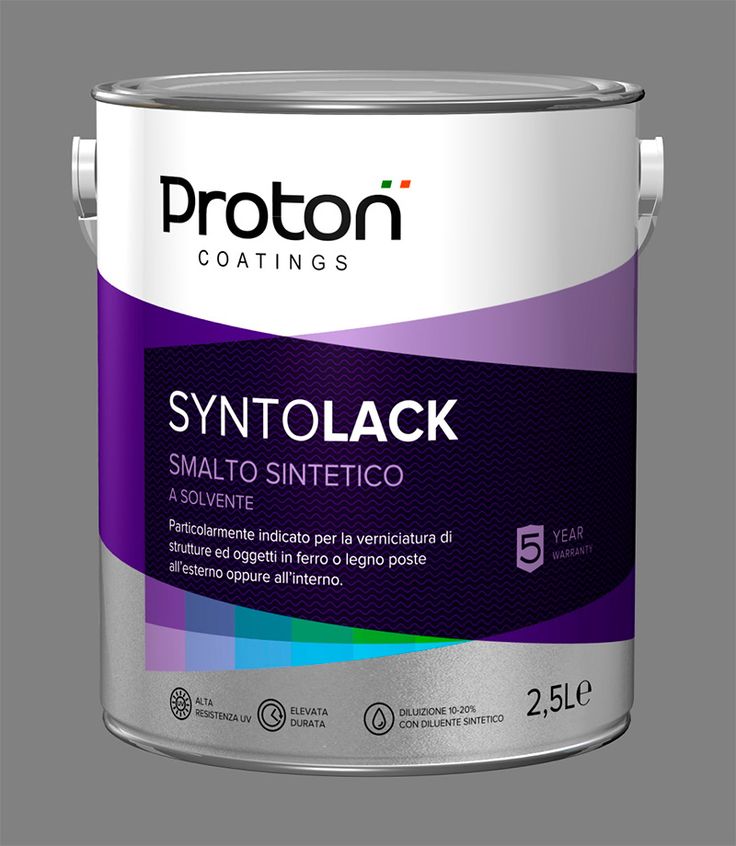 Proton
COATINGS
SYNTOLACK
SMALTO SINTETICO
A SOLVENTE
Particolarmente indicato per la verniciatura di
strutture ed oggetti in ferro o legno poste
all'esterno oppure all'interno.
5 YEAR
WARRANTY
UV
ALTA
RESISTENZA UV
ELEVATA
DURATA
DILUIZIONE 10-20%
CON DILUENTE SINTETICO
2,5L℮